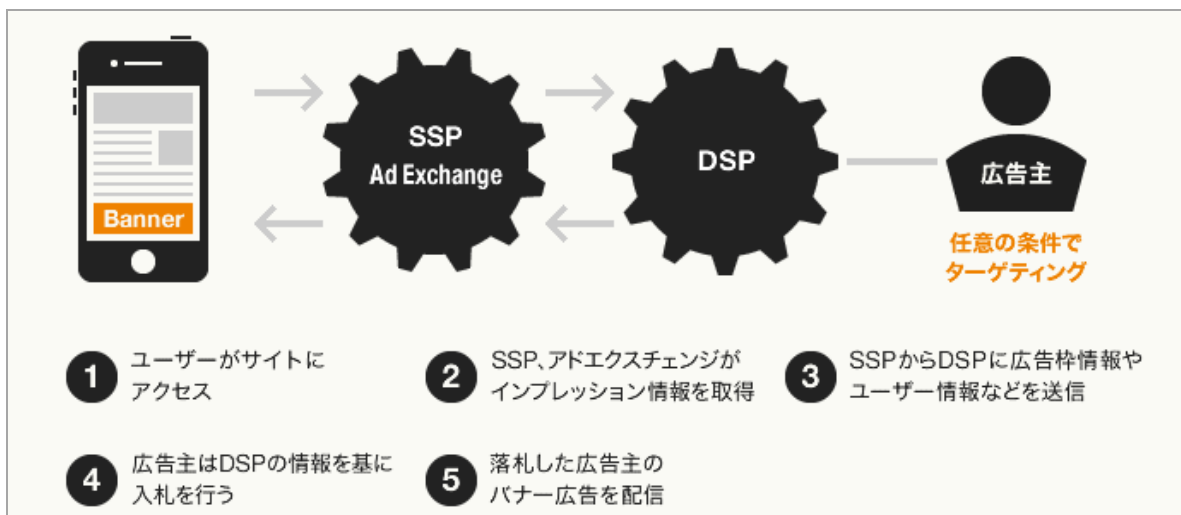 SSP
Ad Exchange
DSP
広告主
Banner
任意の条件で
ターゲティング
1
ユーザーがサイトに
アクセス
2
SSP、アドエクスチェンジが
インプレッション情報を取得
3
SSPからDSPに広告枠情報や
ユーザー情報などを送信
4
広告主はDSPの情報を基に
入札を行う
5
落札した広告主の
バナー広告を配信